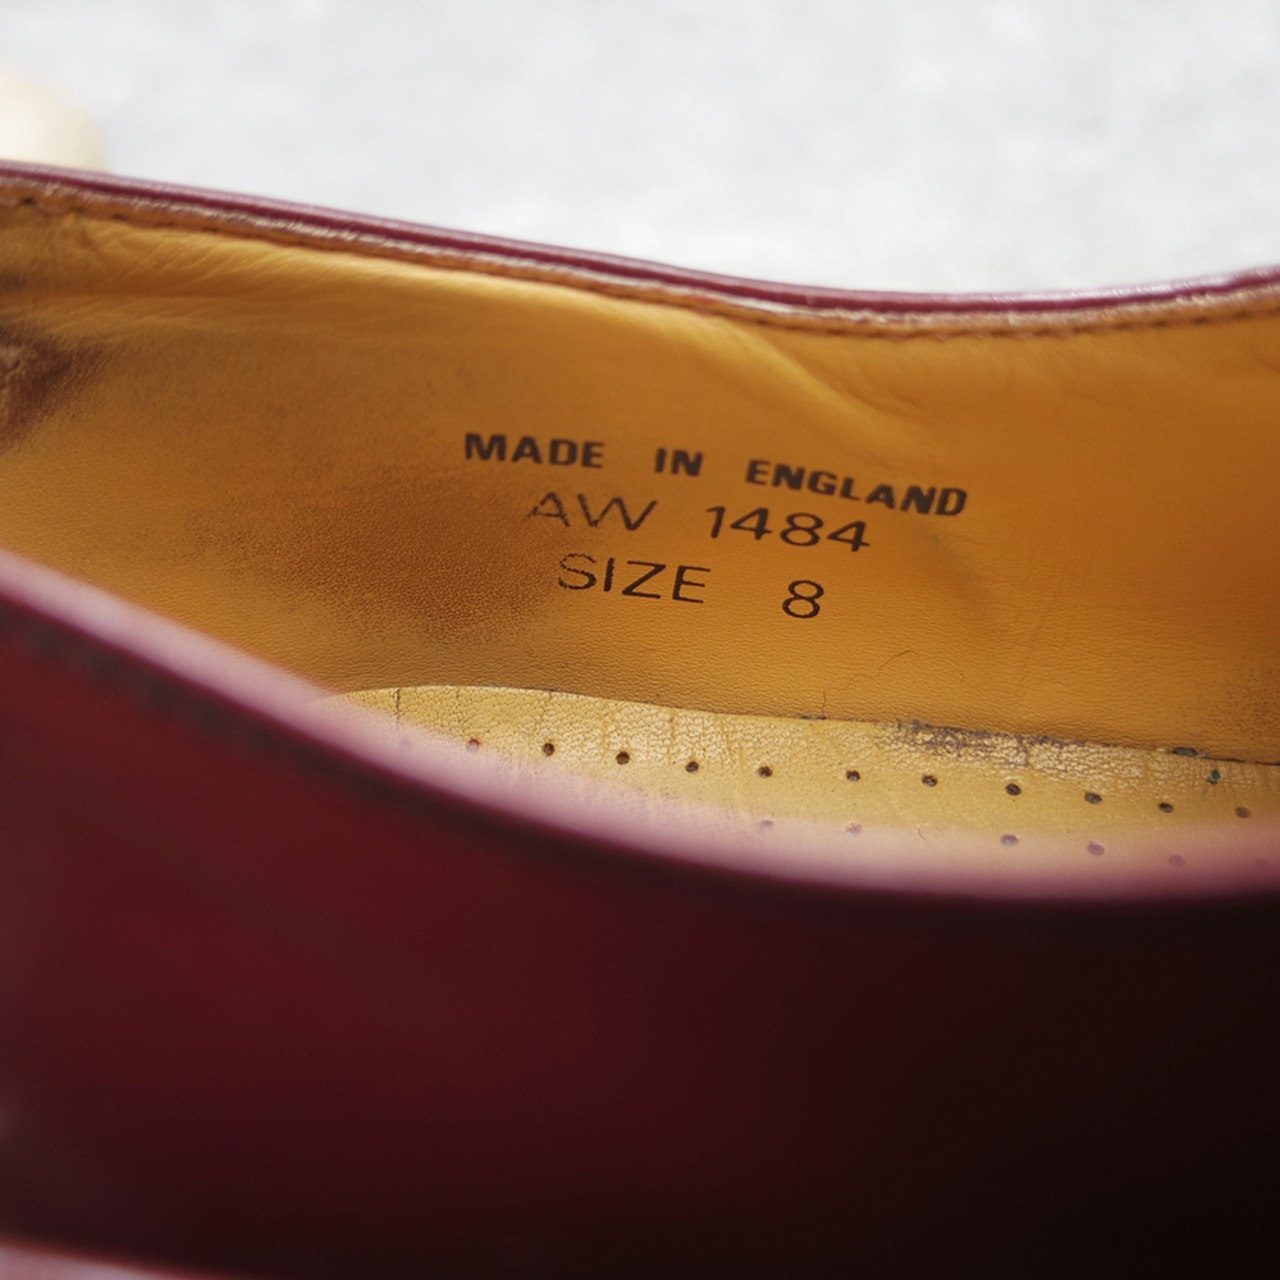 MADE IN ENGLAND
AW 1484
SIZE 8